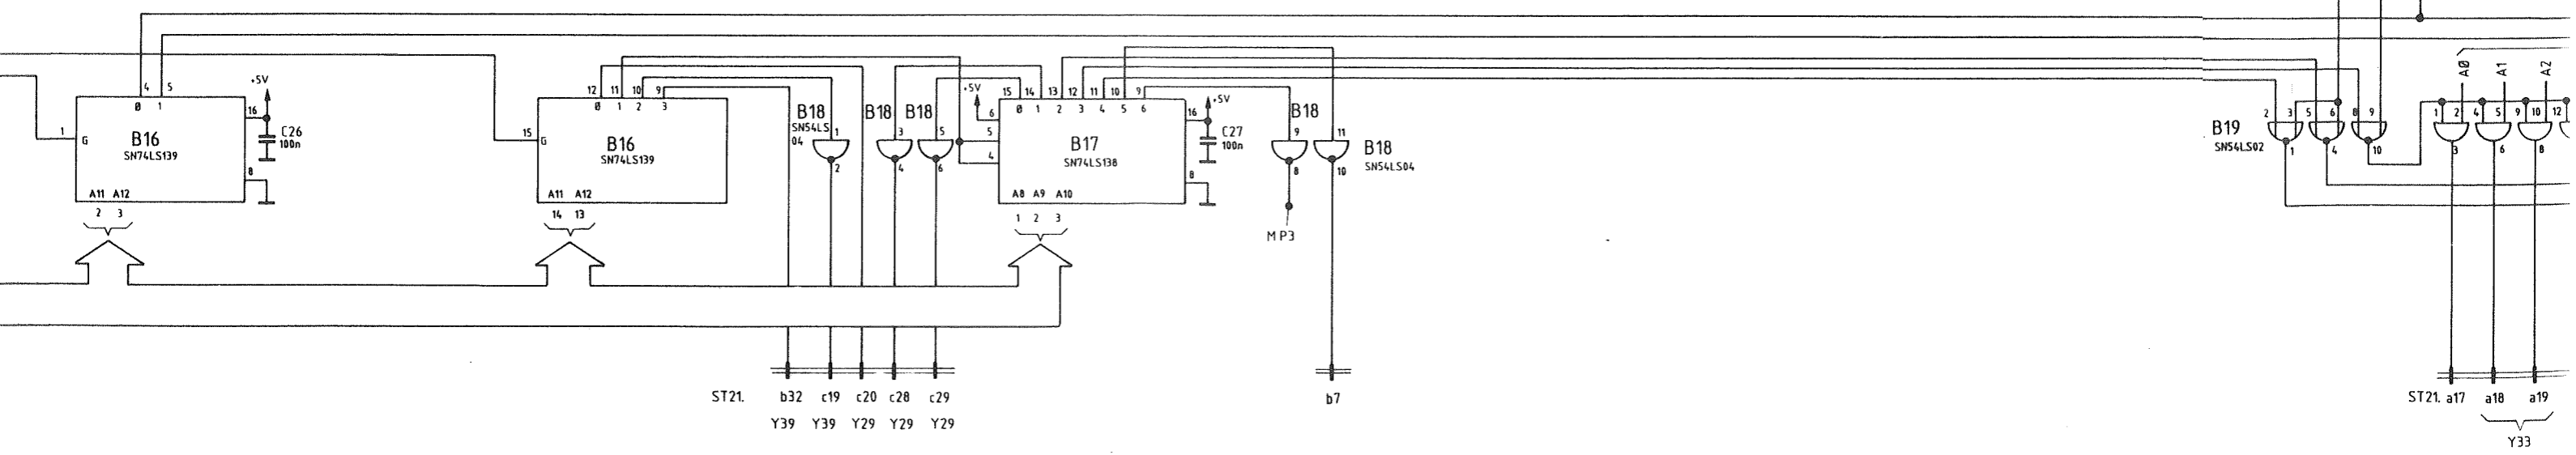 +5V
4 5
Ø 1
16
1 G
B16
SN74LS139
C26
100n
8
A11 A12
2 3
12 11 10 9
Ø 1 2 3
15 G
B16
SN74LS139
A11 A12
14 13
B18
SN54LS
04
1
2
B18
3
4
B18
5
6
+5V
15 14 13 12 11 10 9
Ø 1 2 3 4 5 6
6
5
4
B17
SN74LS138
A8 A9 A10
1 2 3
+5V
16
C27
100n
8
B18
9
8
MP3
11
10
B18
SN54LS04
B19
SN54LS02
2 3 5 6 8 9
1 4 10
AØ A1 A2
1 2 4 5 9 10 12
3 6 8
ST21. b32 c19 c20 c28 c29
Y39 Y39 Y29 Y29 Y29
b7
ST21. a17 a18 a19
Y33